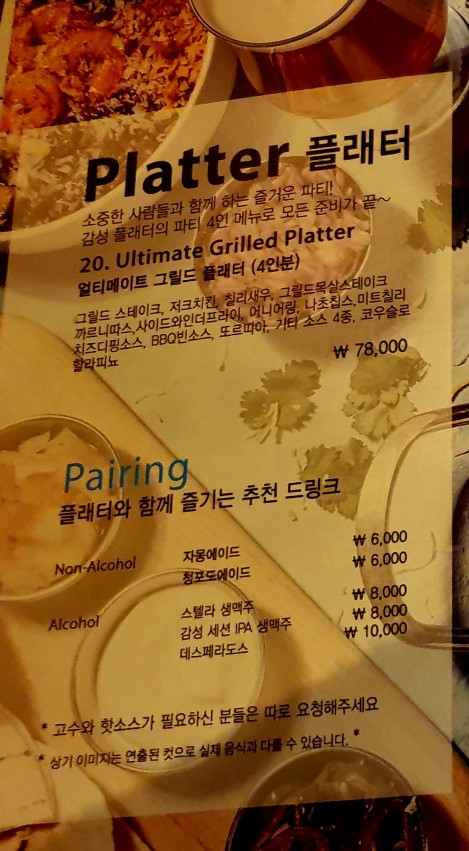 Platter 플래터
소중한 사람들과 함께 하는 즐거운 파티!
감성 플래터의 파티 4인 메뉴로 모든 준비가 끝~
20. Ultimate Grilled Platter
얼티메이트 그릴드 플래터 (4인분)
그릴드 스테이크, 저크치킨, 칠리새우, 그릴드목살스테이크
까르니따스,사이드와인더프라이, 어니어링, 나초칩스,미트칠리
치즈디핑소스, BBQ빈소스, 또르띠아, 기타 소스 4종, 코우슬로
할라피뇨
₩ 78,000
Pairing
플래터와 함께 즐기는 추천 드링크
Non-Alcohol 자몽에이드 ₩ 6,000
청포도에이드 ₩ 6,000
Alcohol 스텔라 생맥주 ₩ 8,000
감성 세션 IPA 생맥주 ₩ 8,000
데스페라도스 ₩ 10,000
* 고수와 핫소스가 필요하신 분들은 따로 요청해주세요
* 상기 이미지는 연출된 컷으로 실제 음식과 다를 수 있습니다. *